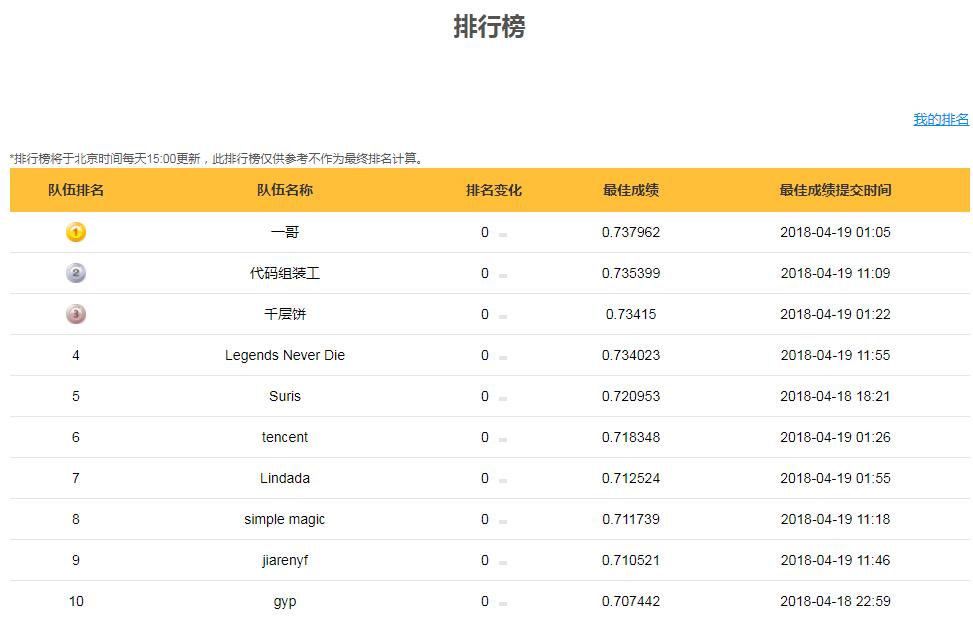 排行榜
我的排名
*排行榜将于北京时间每天15:00更新，此排行榜仅供参考不作为最终排名计算。
队伍排名 队伍名称 排名变化 最佳成绩 最佳成绩提交时间
1 一哥 0 0.737962 2018-04-19 01:05
2 代码组装工 0 0.735399 2018-04-19 11:09
3 千层饼 0 0.73415 2018-04-19 01:22
4 Legends Never Die 0 0.734023 2018-04-19 11:55
5 Suris 0 0.720953 2018-04-18 18:21
6 tencent 0 0.718348 2018-04-19 01:26
7 Lindada 0 0.712524 2018-04-19 01:55
8 simple magic 0 0.711739 2018-04-19 11:18
9 jiarenyf 0 0.710521 2018-04-19 11:46
10 gyp 0 0.707442 2018-04-18 22:59